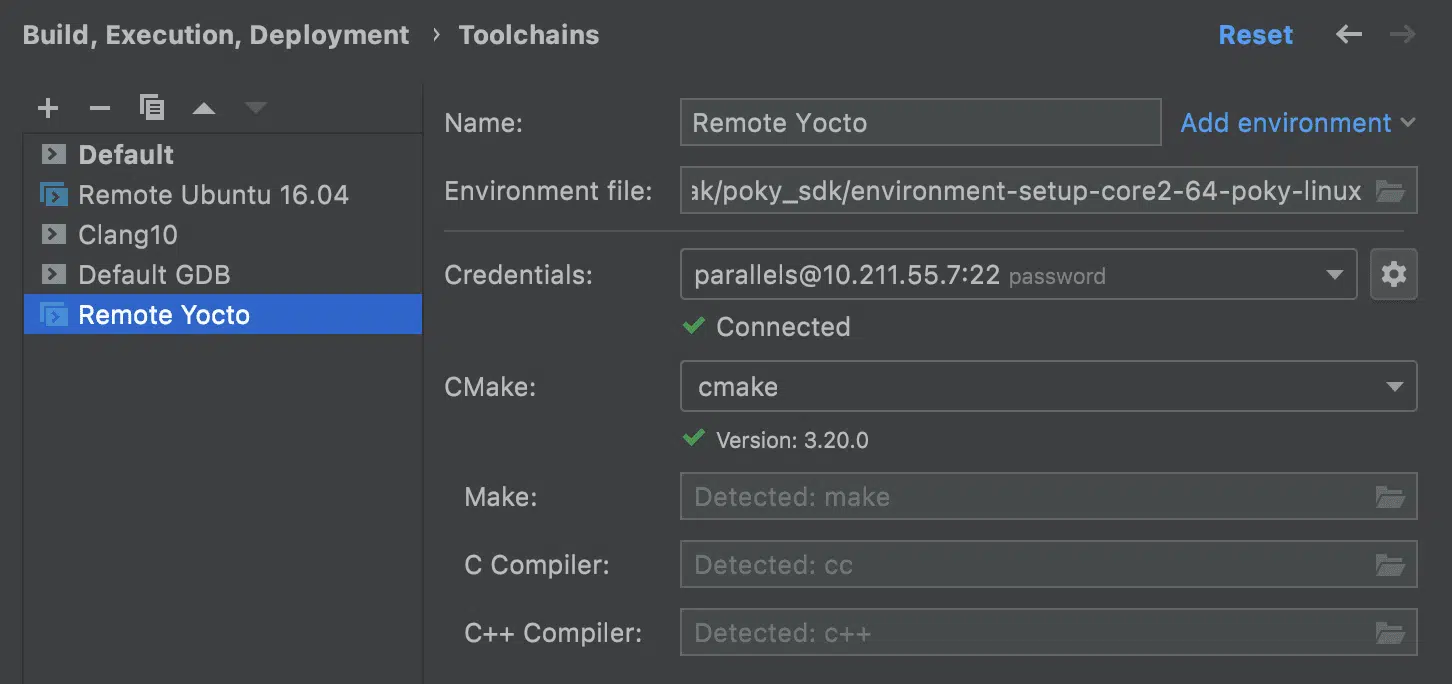 Build, Execution, Deployment › Toolchains Reset
Default
Remote Ubuntu 16.04
Clang10
Default GDB
Remote Yocto
Name: Remote Yocto Add environment
Environment file: ak/poky_sdk/environment-setup-core2-64-poky-linux
Credentials: parallels@10.211.55.7:22 password
Connected
CMake: cmake
Version: 3.20.0
Make: Detected: make
C Compiler: Detected: cc
C++ Compiler: Detected: c++